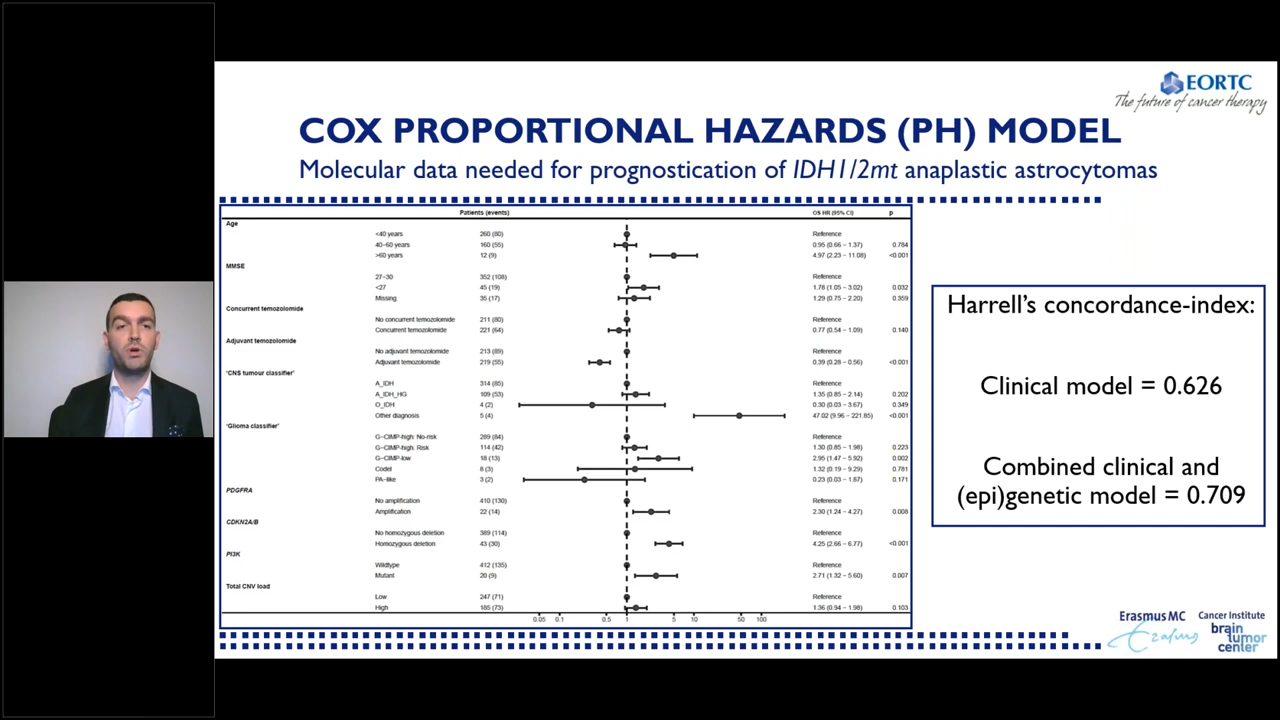 EORTC
The future of cancer therapy
COX PROPORTIONAL HAZARDS (PH) MODEL
Molecular data needed for prognostication of IDH1/2mt anaplastic astrocytomas
Patients (events) OS HR (95% CI) p
Age
<40 years 260 (80) Reference
40–60 years 160 (55) 0.95 (0.66 – 1.37) 0.784
>60 years 12 (9) 4.97 (2.23 – 11.08) <0.001
MMSE
27–30 352 (108) Reference
<27 45 (19) 1.78 (1.05 – 3.02) 0.032
Missing 35 (17) 1.29 (0.75 – 2.20) 0.359
Concurrent temozolomide
No concurrent temozolomide 211 (80) Reference
Concurrent temozolomide 221 (64) 0.77 (0.54 – 1.09) 0.140
Adjuvant temozolomide
No adjuvant temozolomide 213 (89) Reference
Adjuvant temozolomide 219 (55) 0.39 (0.28 – 0.56) <0.001
'CNS tumour classifier'
A_IDH 314 (85) Reference
A_IDH_HG 109 (53) 1.35 (0.85 – 2.14) 0.202
O_IDH 4 (2) 0.30 (0.03 – 3.67) 0.349
Other diagnosis 5 (4) 47.02 (9.96 – 221.85) <0.001
'Glioma classifier'
G–CIMP–high: No–risk 289 (84) Reference
G–CIMP–high: Risk 114 (42) 1.30 (0.85 – 1.98) 0.223
G–CIMP–low 18 (13) 2.95 (1.47 – 5.92) 0.002
Codel 8 (3) 1.32 (0.19 – 9.29) 0.781
PA–like 3 (2) 0.23 (0.03 – 1.87) 0.171
PDGFRA
No amplification 410 (130) Reference
Amplification 22 (14) 2.30 (1.24 – 4.27) 0.008
CDKN2A/B
No homozygous deletion 389 (114) Reference
Homozygous deletion 43 (30) 4.25 (2.66 – 6.77) <0.001
PI3K
Wildtype 412 (135) Reference
Mutant 20 (9) 2.71 (1.32 – 5.60) 0.007
Total CNV load
Low 247 (71) Reference
High 185 (73) 1.36 (0.94 – 1.98) 0.103
0.05 0.1 0.5 1 5 10 50 100
Harrell's concordance-index:
Clinical model = 0.626
Combined clinical and
(epi)genetic model = 0.709
Erasmus MC Cancer Institute
Erasmus
brain
tumor
center